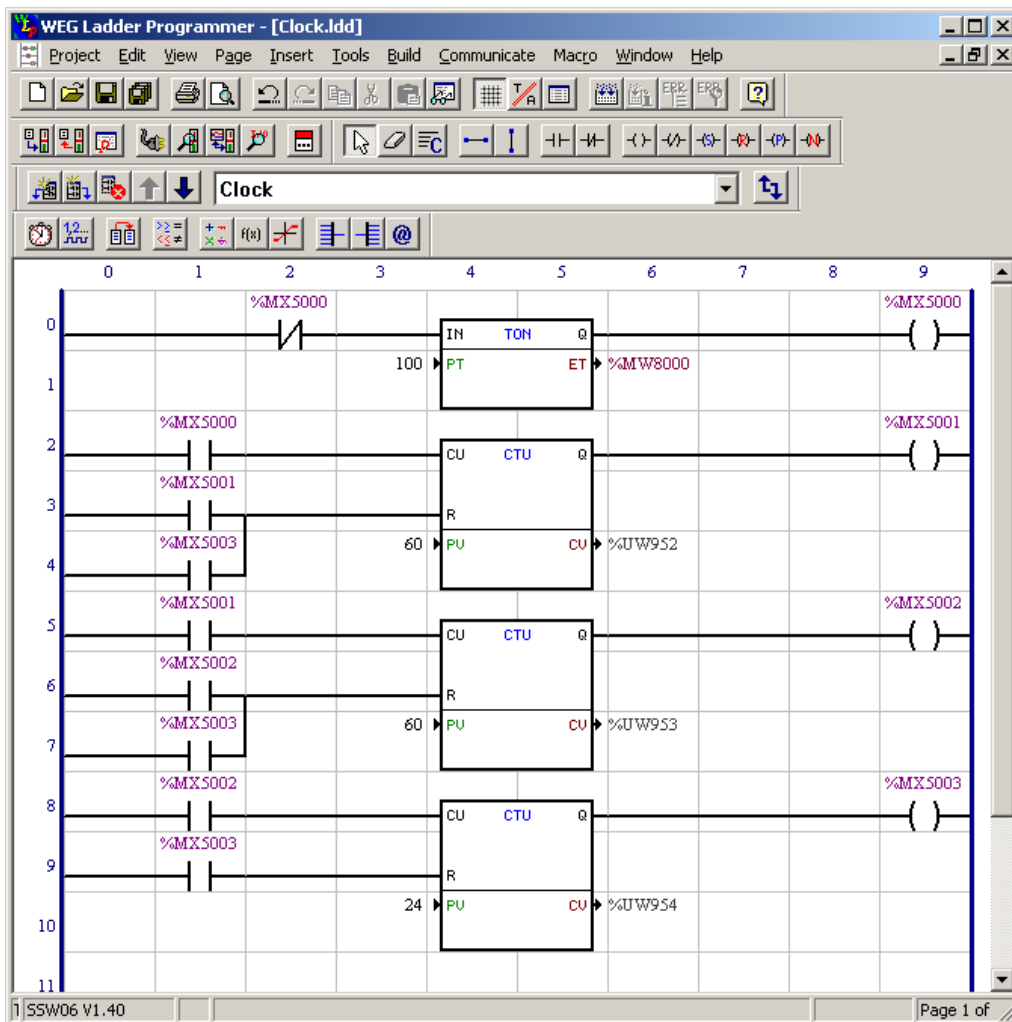 WEG Ladder Programmer - [Clock.ldd]
Project Edit View Page Insert Tools Build Communicate Macro Window Help
Clock
0 1 2 3 4 5 6 7 8 9
%MX5000 %MX5000
0 IN TON Q
100 PT ET %MW8000
1
%MX5000 %MX5001
2 CU CTU Q
%MX5001
3 R
%MX5003 60 PV CV %UW952
4
%MX5001 %MX5002
5 CU CTU Q
%MX5002
6 R
%MX5003 60 PV CV %UW953
7
%MX5002 %MX5003
8 CU CTU Q
%MX5003
9 R
24 PV CV %UW954
10
11
SSW06 V1.40 Page 1 of